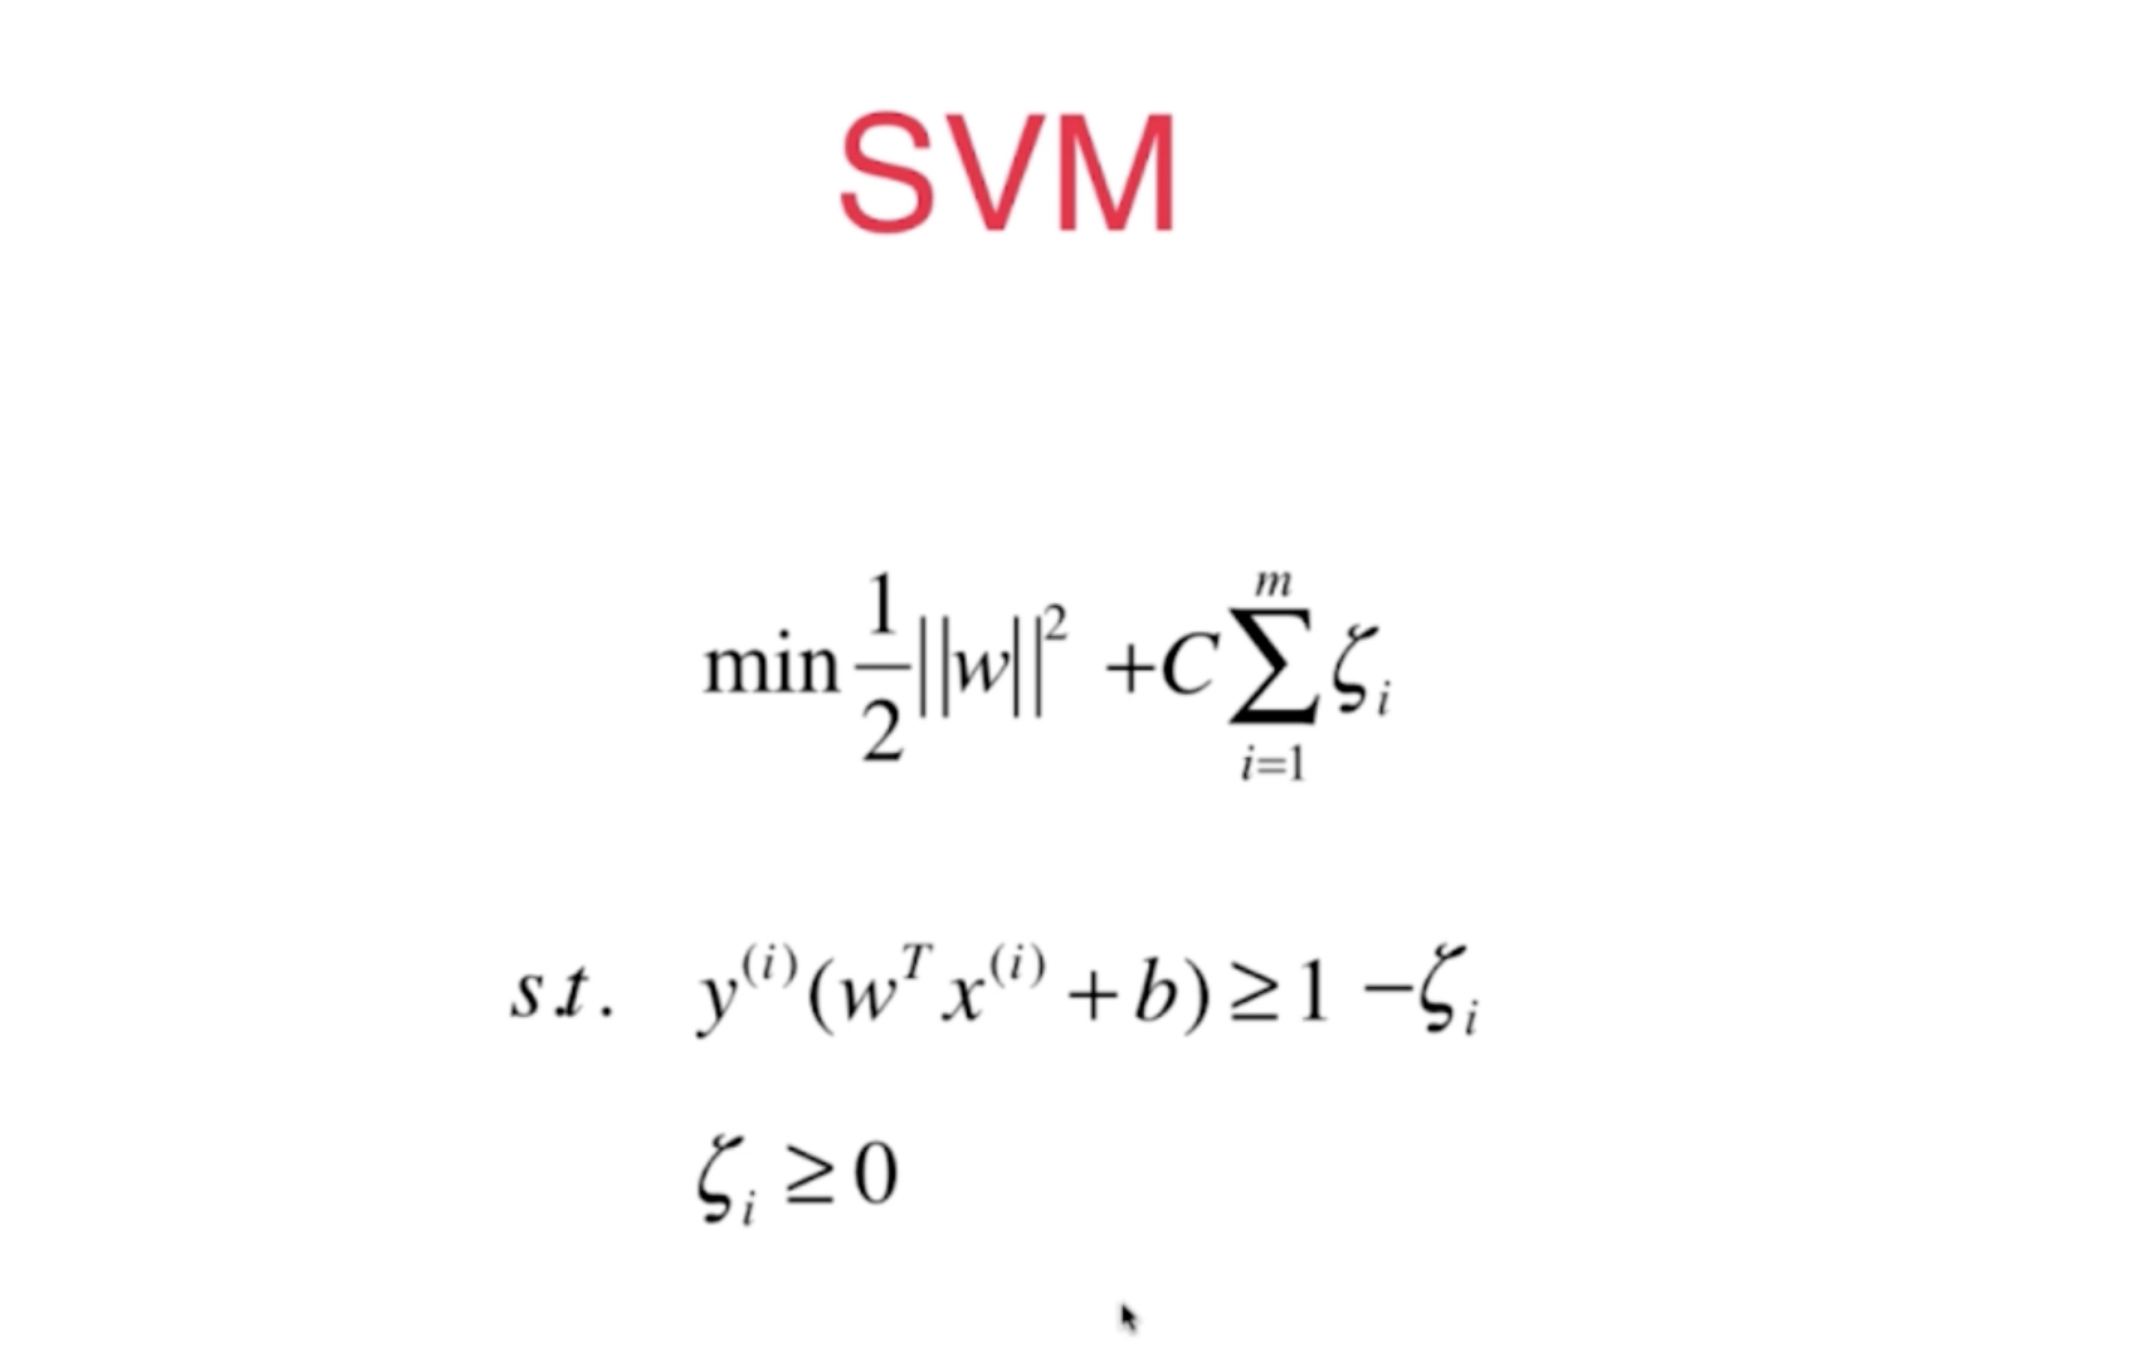 SVM
min 1/2 ||w||² +C ∑_{i=1}^{m} ζ_i
s.t. y^{(i)}(w^T x^{(i)} + b) ≥ 1 − ζ_i
ζ_i ≥ 0